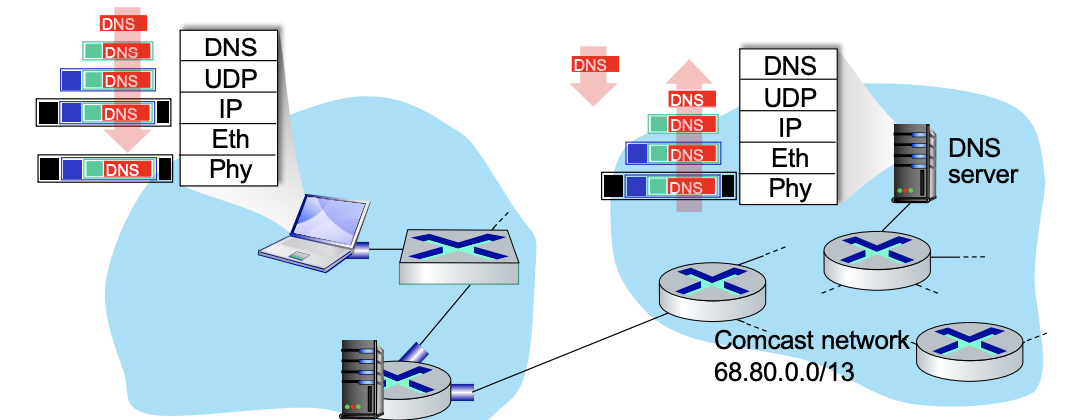 DNS
DNS
DNS
DNS
DNS
DNS
UDP
IP
Eth
Phy
DNS
DNS
DNS
DNS
DNS
DNS
UDP
IP
Eth
Phy
DNS
server
Comcast network
68.80.0.0/13